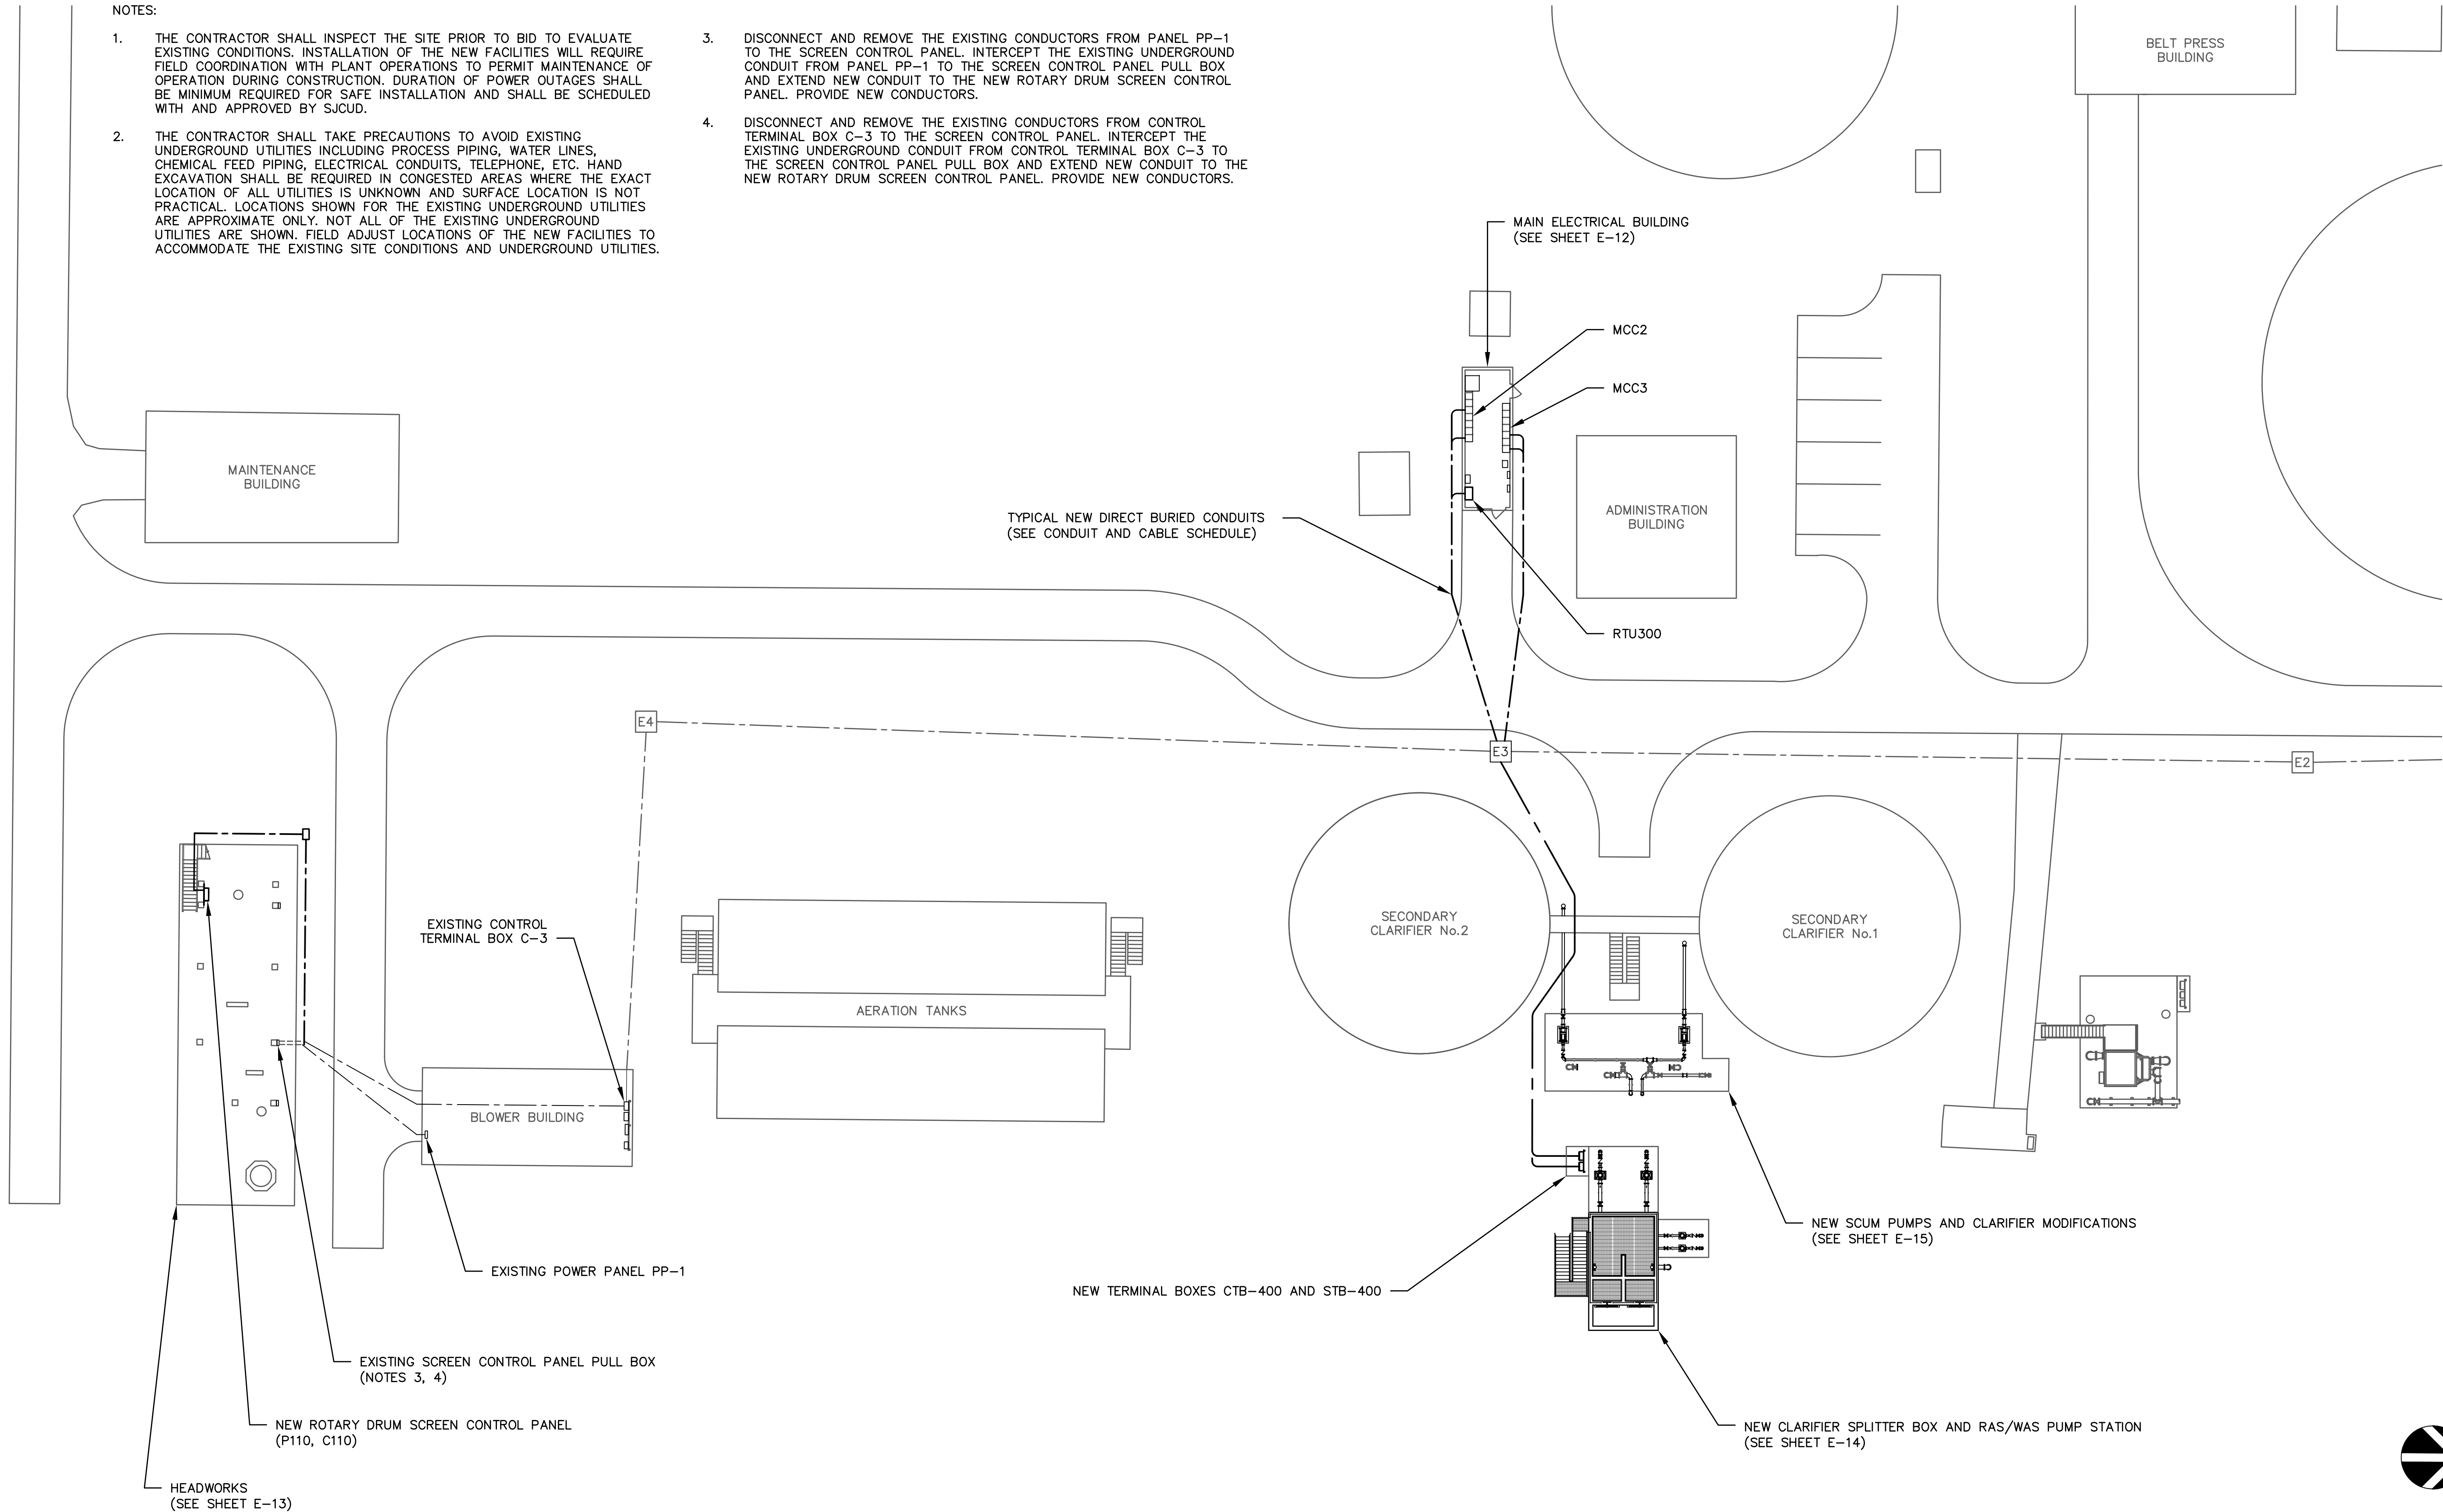 NOTES:
1. THE CONTRACTOR SHALL INSPECT THE SITE PRIOR TO BID TO EVALUATE
EXISTING CONDITIONS. INSTALLATION OF THE NEW FACILITIES WILL REQUIRE
FIELD COORDINATION WITH PLANT OPERATIONS TO PERMIT MAINTENANCE OF
OPERATION DURING CONSTRUCTION. DURATION OF POWER OUTAGES SHALL
BE MINIMUM REQUIRED FOR SAFE INSTALLATION AND SHALL BE SCHEDULED
WITH AND APPROVED BY SJCUD.
2. THE CONTRACTOR SHALL TAKE PRECAUTIONS TO AVOID EXISTING
UNDERGROUND UTILITIES INCLUDING PROCESS PIPING, WATER LINES,
CHEMICAL FEED PIPING, ELECTRICAL CONDUITS, TELEPHONE, ETC. HAND
EXCAVATION SHALL BE REQUIRED IN CONGESTED AREAS WHERE THE EXACT
LOCATION OF ALL UTILITIES IS UNKNOWN AND SURFACE LOCATION IS NOT
PRACTICAL. LOCATIONS SHOWN FOR THE EXISTING UNDERGROUND UTILITIES
ARE APPROXIMATE ONLY. NOT ALL OF THE EXISTING UNDERGROUND
UTILITIES ARE SHOWN. FIELD ADJUST LOCATIONS OF THE NEW FACILITIES TO
ACCOMMODATE THE EXISTING SITE CONDITIONS AND UNDERGROUND UTILITIES.
3. DISCONNECT AND REMOVE THE EXISTING CONDUCTORS FROM PANEL PP-1
TO THE SCREEN CONTROL PANEL. INTERCEPT THE EXISTING UNDERGROUND
CONDUIT FROM PANEL PP-1 TO THE SCREEN CONTROL PANEL PULL BOX
AND EXTEND NEW CONDUIT TO THE NEW ROTARY DRUM SCREEN CONTROL
PANEL. PROVIDE NEW CONDUCTORS.
4. DISCONNECT AND REMOVE THE EXISTING CONDUCTORS FROM CONTROL
TERMINAL BOX C-3 TO THE SCREEN CONTROL PANEL. INTERCEPT THE
EXISTING UNDERGROUND CONDUIT FROM CONTROL TERMINAL BOX C-3 TO
THE SCREEN CONTROL PANEL PULL BOX AND EXTEND NEW CONDUIT TO THE
NEW ROTARY DRUM SCREEN CONTROL PANEL. PROVIDE NEW CONDUCTORS.
BELT PRESS
BUILDING
MAIN ELECTRICAL BUILDING
(SEE SHEET E-12)
MCC2
MCC3
MAINTENANCE
BUILDING
TYPICAL NEW DIRECT BURIED CONDUITS
(SEE CONDUIT AND CABLE SCHEDULE)
ADMINISTRATION
BUILDING
RTU300
E4
E3
E2
EXISTING CONTROL
TERMINAL BOX C-3
SECONDARY
CLARIFIER No.2
SECONDARY
CLARIFIER No.1
AERATION TANKS
BLOWER BUILDING
NEW SCUM PUMPS AND CLARIFIER MODIFICATIONS
(SEE SHEET E-15)
EXISTING POWER PANEL PP-1
NEW TERMINAL BOXES CTB-400 AND STB-400
EXISTING SCREEN CONTROL PANEL PULL BOX
(NOTES 3, 4)
NEW ROTARY DRUM SCREEN CONTROL PANEL
(P110, C110)
NEW CLARIFIER SPLITTER BOX AND RAS/WAS PUMP STATION
(SEE SHEET E-14)
HEADWORKS
(SEE SHEET E-13)